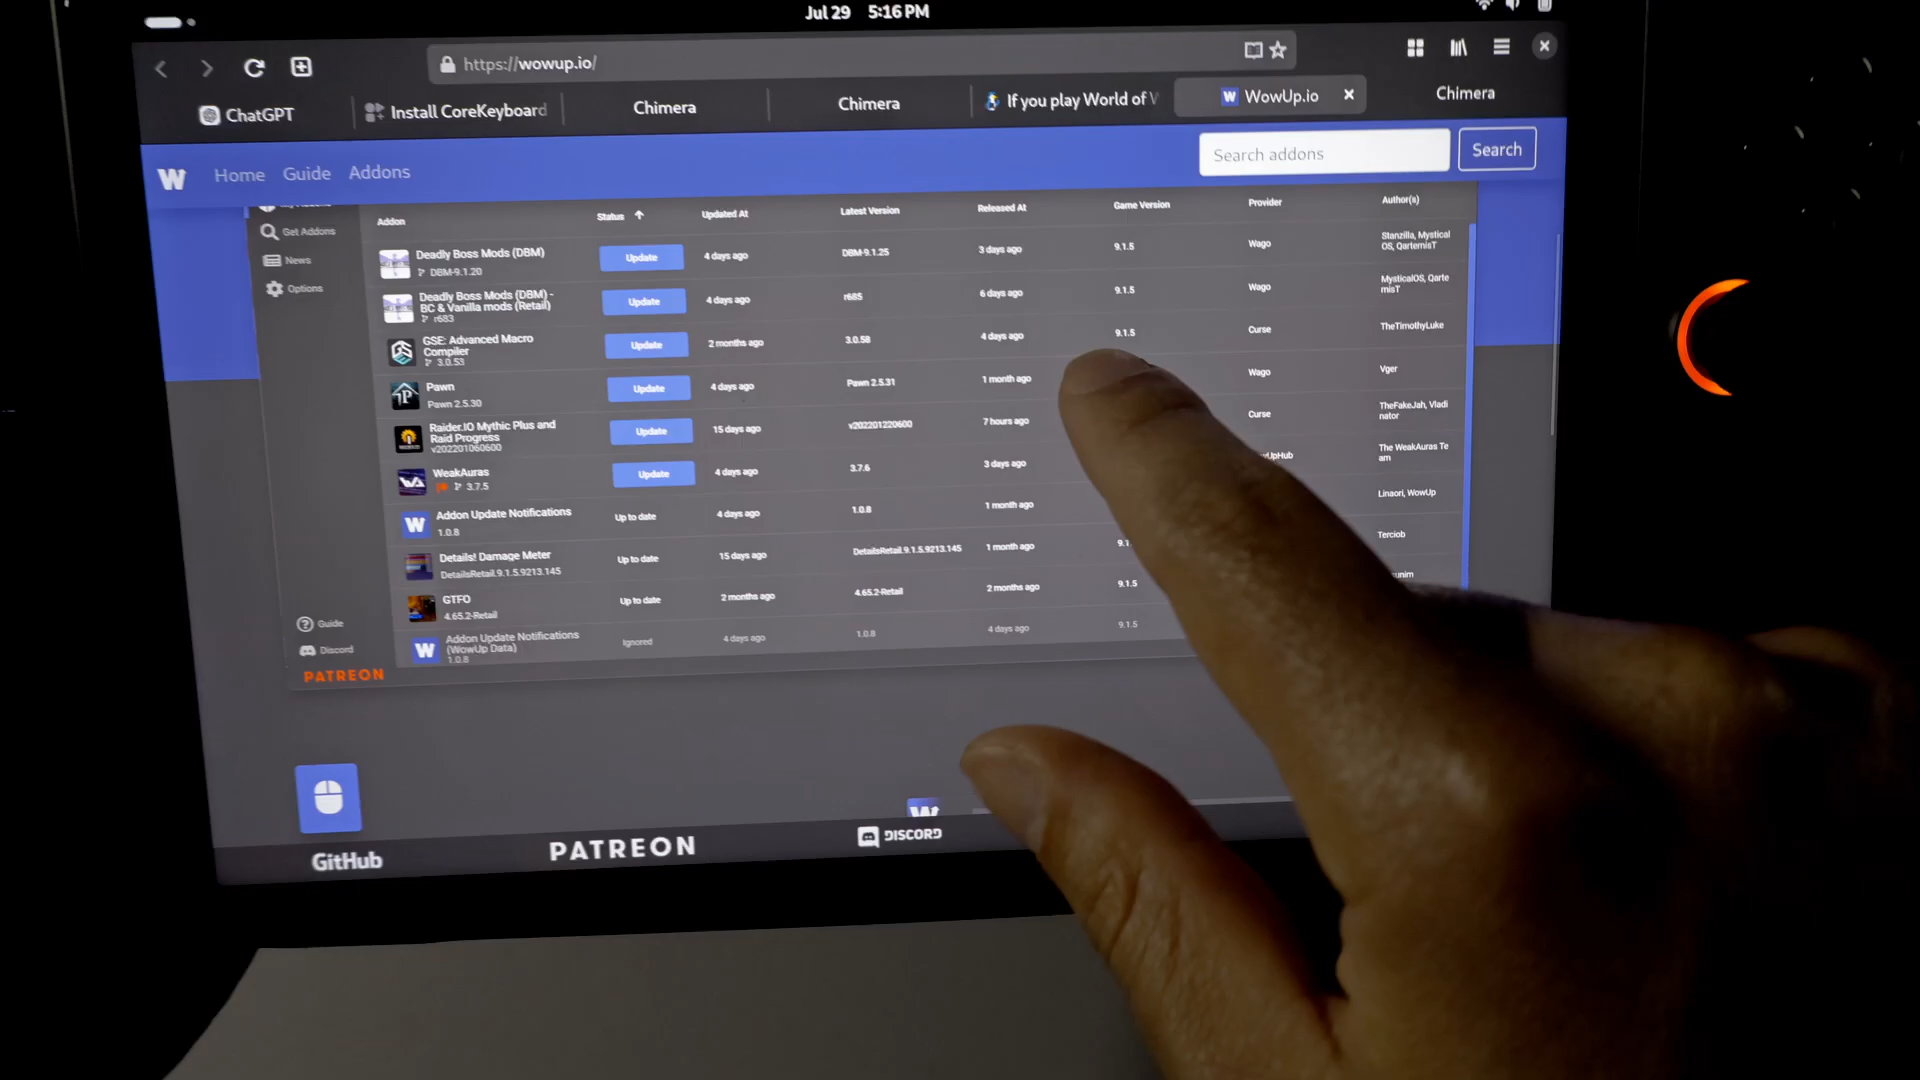 Jul 29 5:16 PM
https://wowup.io/
ChatGPT
Install CoreKeyboard
Chimera
Chimera
If you play World of
WowUp.io
Chimera
Home Guide Addons
Search addons
Search
Addon Status Updated At Latest Version Released At Game Version Provider Author(s)
Get Addons
News
Options
Deadly Boss Mods (DBM)
DBM-9.1.20
Update 4 days ago DBM-9.1.25 3 days ago 9.1.5 Wago
Stanzilla, Mystical
OS, QartemisT
Deadly Boss Mods (DBM) -
BC & Vanilla mods (Retail)
r683
Update 4 days ago r685 6 days ago 9.1.5 Wago
MysticalOS, Qarte
misT
GSE: Advanced Macro
Compiler
3.0.53
Update 2 months ago 3.0.58 4 days ago 9.1.5 Curse TheTimothyLuke
Pawn
Pawn 2.5.30
Update 4 days ago Pawn 2.5.31 1 month ago Wago Vger
Raider.IO Mythic Plus and
Raid Progress
v202201060600
Update 15 days ago v202201220600 7 hours ago Curse
TheFakeJah, Vladi
nator
WeakAuras
3.7.5
Update 4 days ago 3.7.6 3 days ago wUpHub
The WeakAuras Te
am
Addon Update Notifications
1.0.8
Up to date 4 days ago 1.0.8 1 month ago Linaori, WowUp
Details! Damage Meter
DetailsRetail.9.1.5.9213.145
Up to date 15 days ago DetailsRetail.9.1.5.9213.145 1 month ago 9.1 Terciob
GTFO
4.65.2-Retail
Up to date 2 months ago 4.65.2-Retail 2 months ago 9.1.5
Addon Update Notifications
(WowUp Data)
1.0.8
Ignored 4 days ago 1.0.8 4 days ago 9.1.5
Guide
Discord
PATREON
GitHub
PATREON
DISCORD